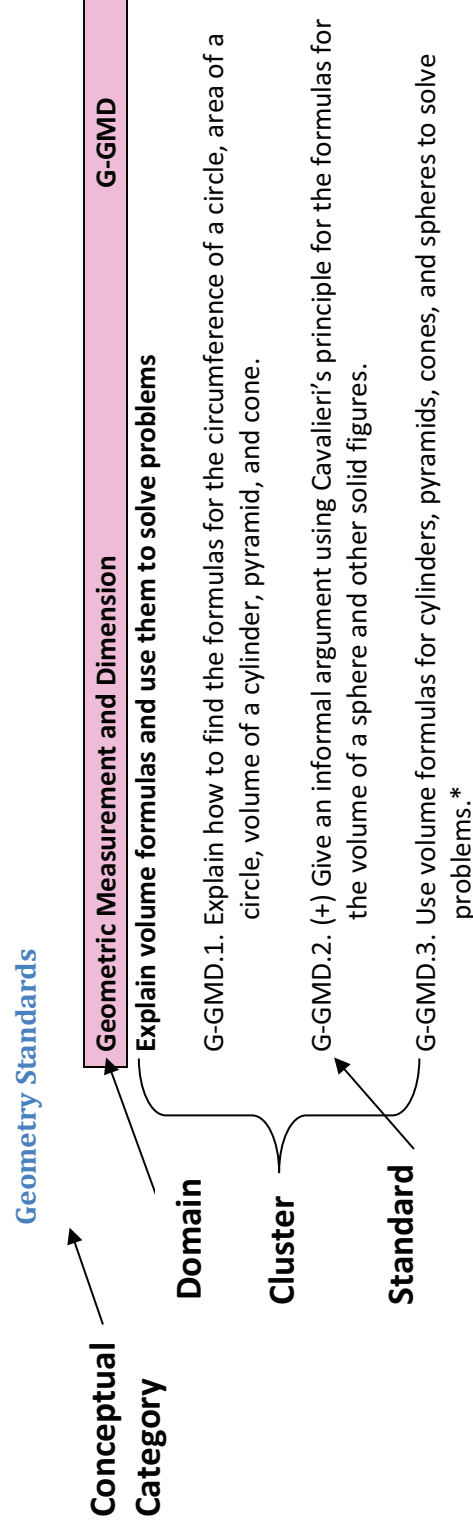 Geometry Standards
Conceptual
Category
Geometric Measurement and Dimension G-GMD
Domain
Explain volume formulas and use them to solve problems
G-GMD.1. Explain how to find the formulas for the circumference of a circle, area of a
circle, volume of a cylinder, pyramid, and cone.
Cluster
G-GMD.2. (+) Give an informal argument using Cavalieri’s principle for the formulas for
the volume of a sphere and other solid figures.
Standard
G-GMD.3. Use volume formulas for cylinders, pyramids, cones, and spheres to solve
problems.*